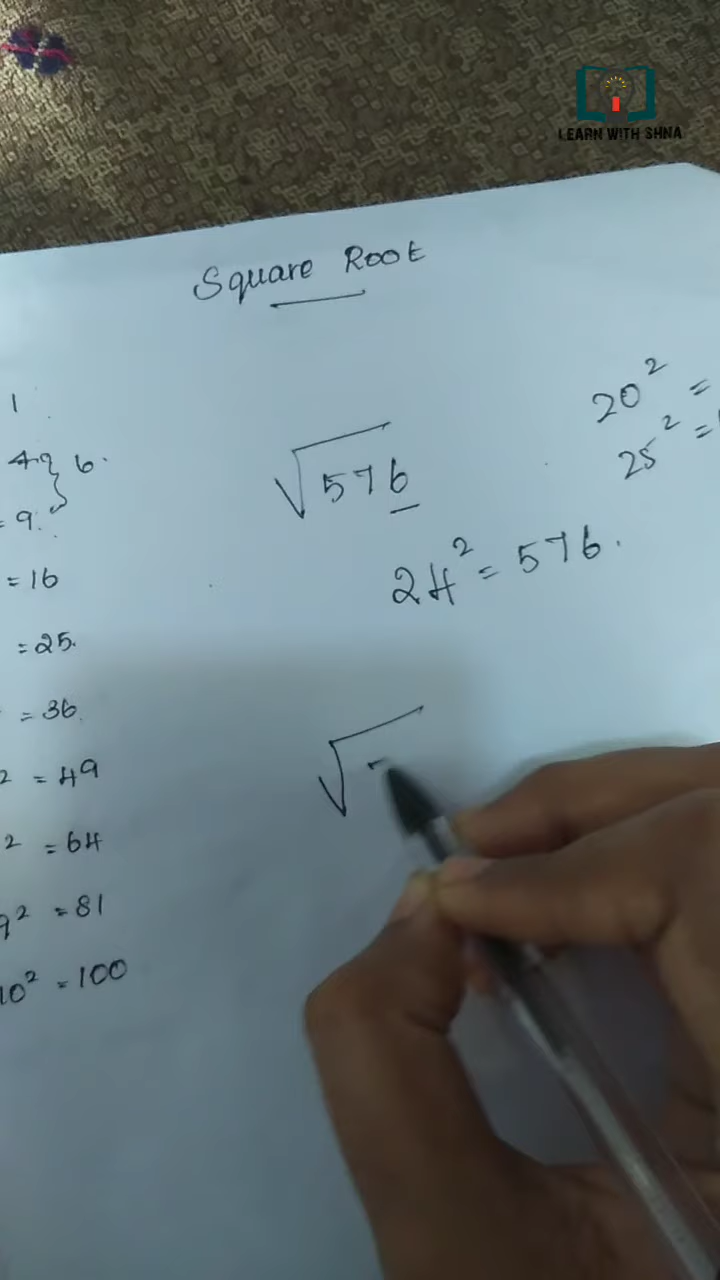 LEARN WITH SHNA
Square Root
1
4
= 9
6.
= 16
= 25.
= 36.
2 = 49
2 = 64
9² = 81
10² = 100
√576
24² = 576.
20² =
25² =
√